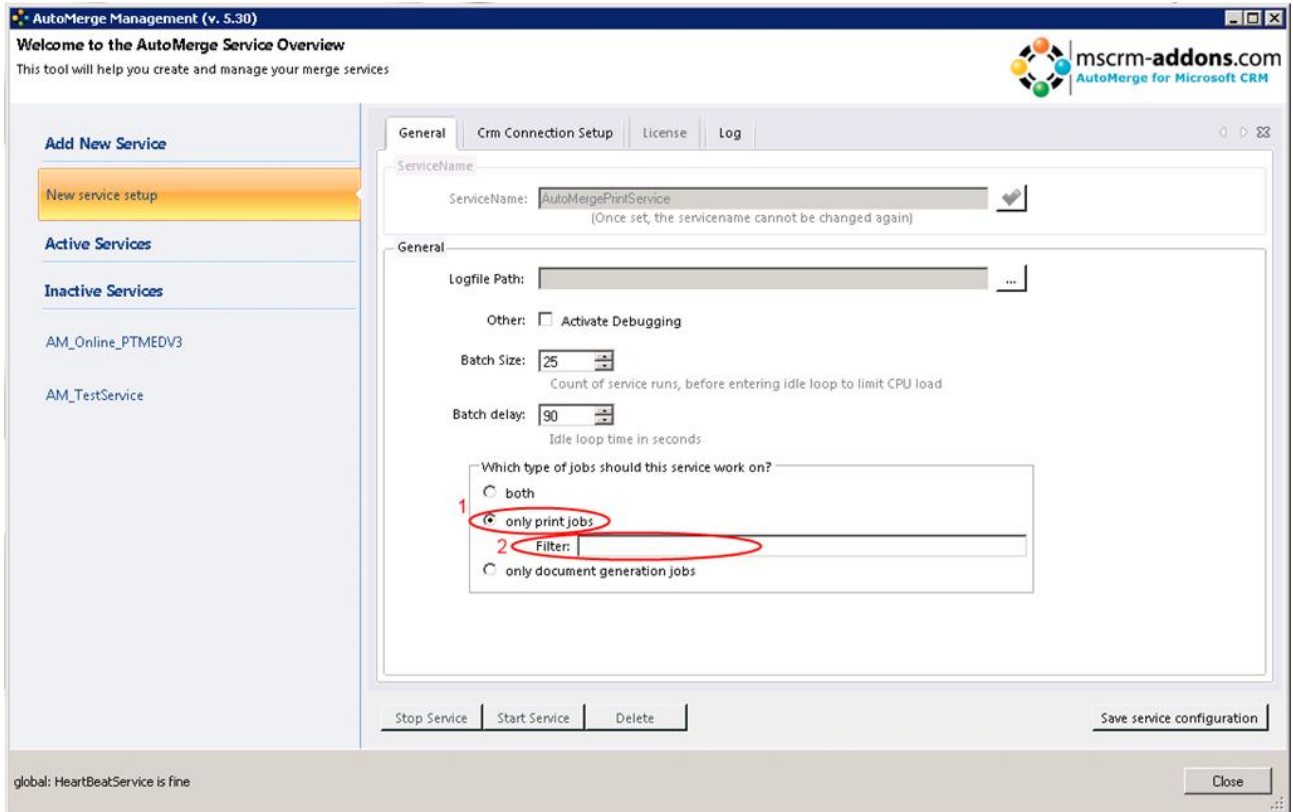 AutoMerge Management (v. 5.30)
Welcome to the AutoMerge Service Overview
This tool will help you create and manage your merge services
mscrm-addons.com
AutoMerge for Microsoft CRM
Add New Service
New service setup
Active Services
Inactive Services
AM_Online_PTMEDV3
AM_TestService
General Crm Connection Setup License Log
ServiceName
ServiceName: AutoMergePrintService
(Once set, the servicename cannot be changed again)
General
Logfile Path: ...
Other: Activate Debugging
Batch Size: 25
Count of service runs, before entering idle loop to limit CPU load
Batch delay: 90
Idle loop time in seconds
Which type of jobs should this service work on?
both
1 only print jobs
2 Filter:
only document generation jobs
Stop Service Start Service Delete Save service configuration
global: HeartBeatService is fine Close